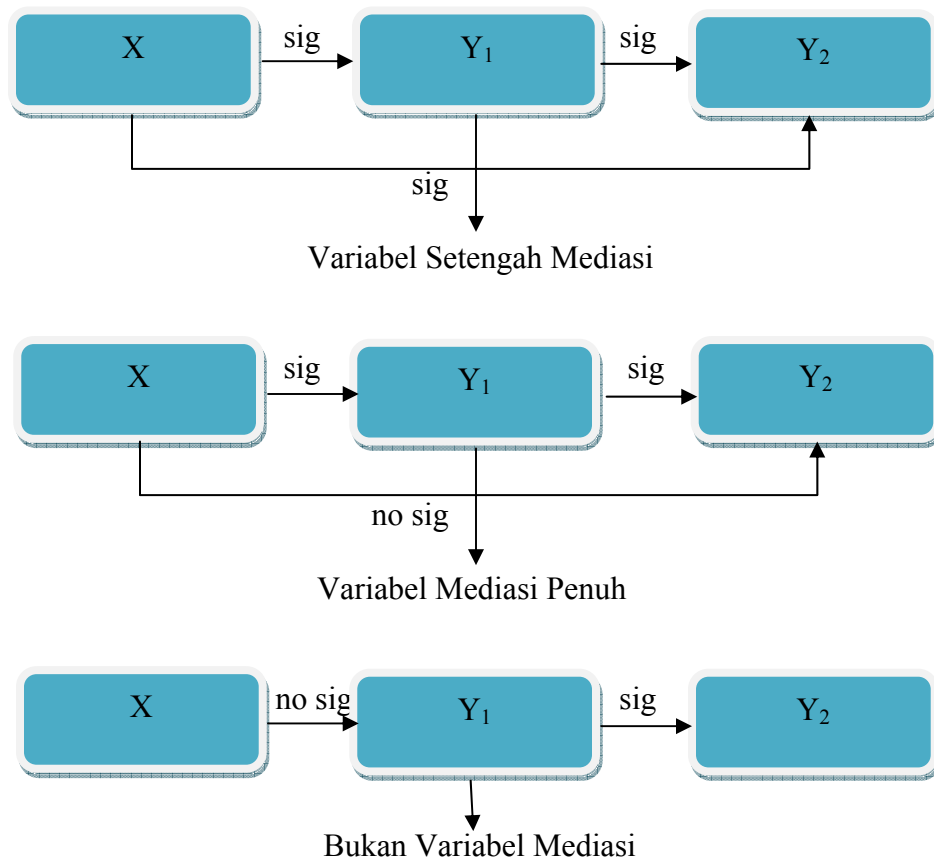 X sig Y₁ sig Y₂
sig
Variabel Setengah Mediasi
X sig Y₁ sig Y₂
no sig
Variabel Mediasi Penuh
X no sig Y₁ sig Y₂
Bukan Variabel Mediasi